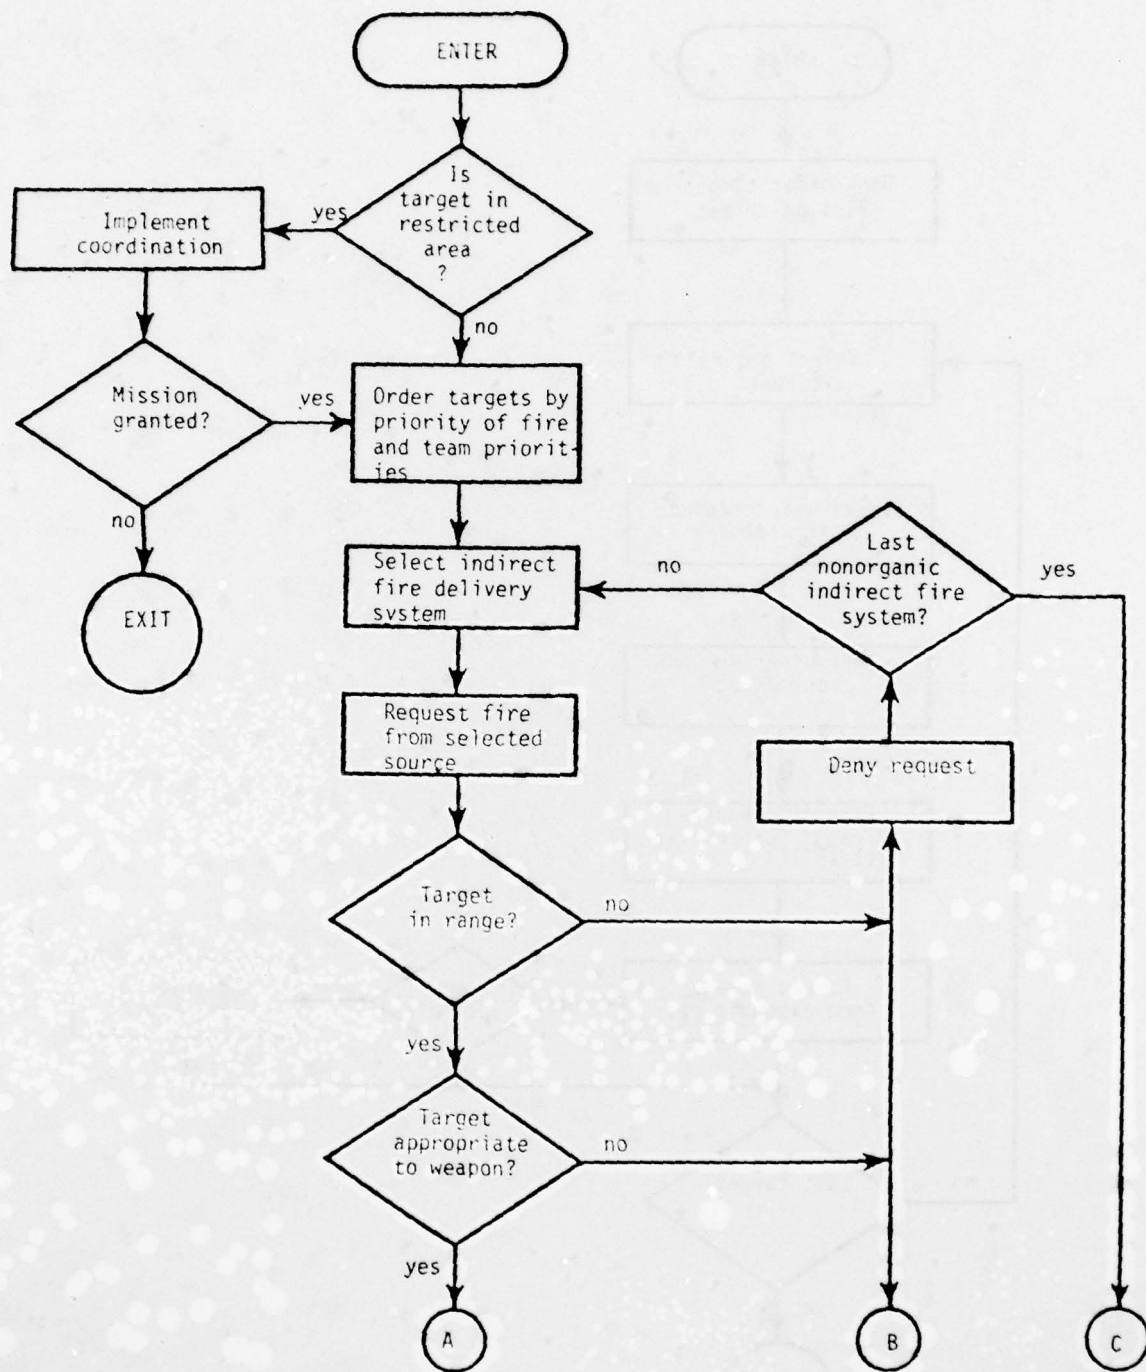 ENTER
Is
target in
restricted
area
?
yes
Implement
coordination
no
Mission
granted?
yes
Order targets by
priority of fire
and team priorit-
ies
no
EXIT
Select indirect
fire delivery
system
no
Last
nonorganic
indirect fire
system?
yes
Request fire
from selected
source
Deny request
Target
in range?
no
yes
Target
appropriate
to weapon?
no
yes
A
B
C